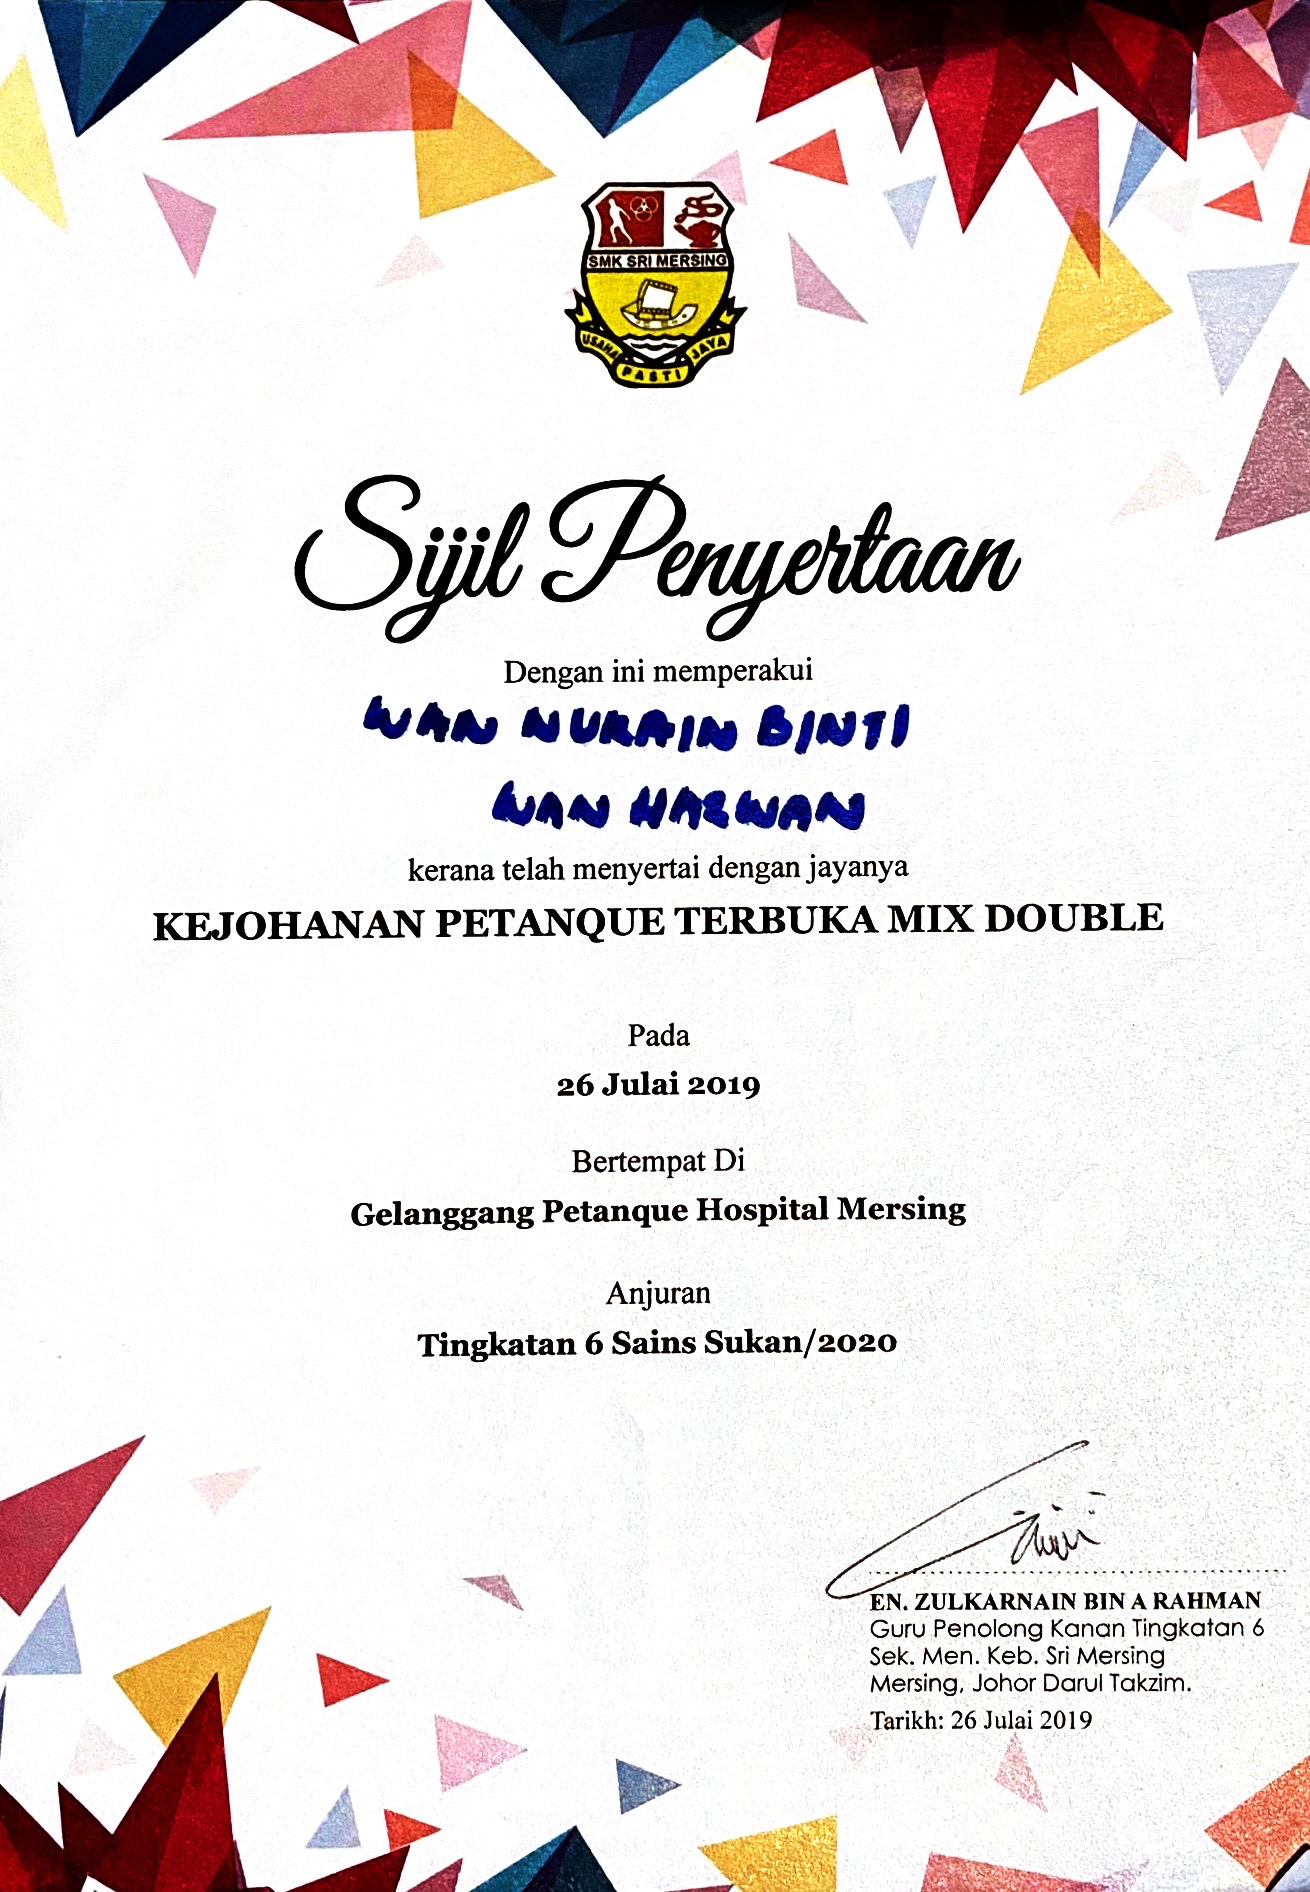 SMK SRI MERSING
USAHA PASTI JAYA
Sijil Penyertaan
Dengan ini memperakui
WAN NURAIN BINTI
WAN HAZWAN
kerana telah menyertai dengan jayanya
KEJOHANAN PETANQUE TERBUKA MIX DOUBLE
Pada
26 Julai 2019
Bertempat Di
Gelanggang Petanque Hospital Mersing
Anjuran
Tingkatan 6 Sains Sukan/2020
EN. ZULKARNAIN BIN A RAHMAN
Guru Penolong Kanan Tingkatan 6
Sek. Men. Keb. Sri Mersing
Mersing, Johor Darul Takzim.
Tarikh: 26 Julai 2019